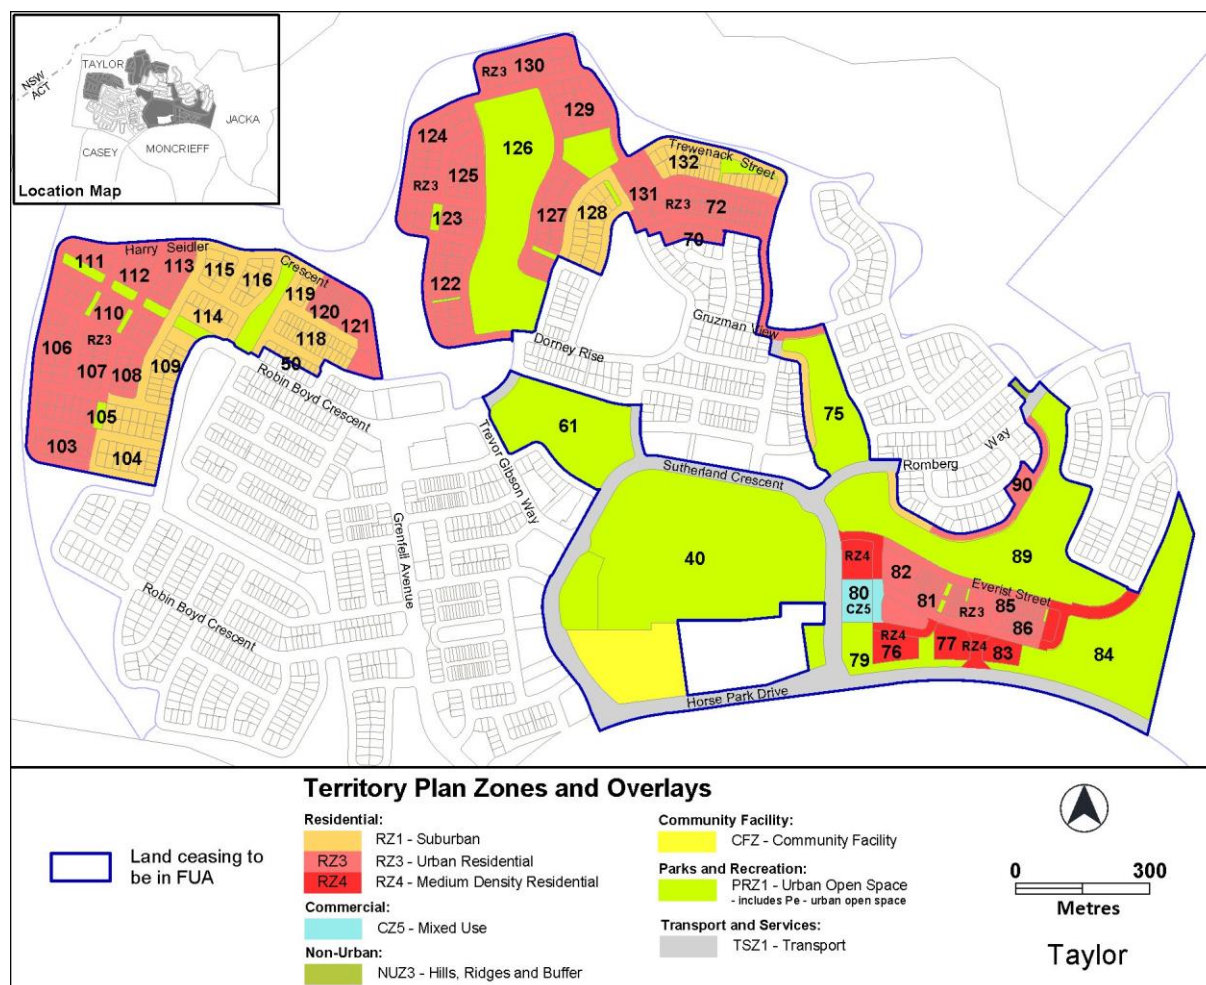 TAYLOR
NSW
ACT
JACKA
CASEY
MONCRIEFF
Location Map
RZ3 130
129
124
126
125
RZ3
123
127
128
122
Trewenack Street
132
131
RZ3 72
70
Harry Seidler
Crescent
111
112
113
115
116
119
120
121
110
114
118
RZ3
106
107
108
109
50
105
103
104
Robin Boyd Crescent
Dorney Rise
Gruzman View
75
61
Trevor Gibson Way
Sutherland Crescent
Romberg
Way
90
Grenfell Avenue
40
89
RZ4
82
80
CZ5
81
Everist Street
85
RZ3
86
RZ4
76
77
RZ4
83
79
84
Robin Boyd Crescent
Horse Park Drive
Land ceasing to
be in FUA
Territory Plan Zones and Overlays
Residential:
RZ1 - Suburban
RZ3 RZ3 - Urban Residential
RZ4 RZ4 - Medium Density Residential
Commercial:
CZ5 - Mixed Use
Non-Urban:
NUZ3 - Hills, Ridges and Buffer
Community Facility:
CFZ - Community Facility
Parks and Recreation:
PRZ1 - Urban Open Space
- includes Pe - urban open space
Transport and Services:
TSZ1 - Transport
0 300
Metres
Taylor